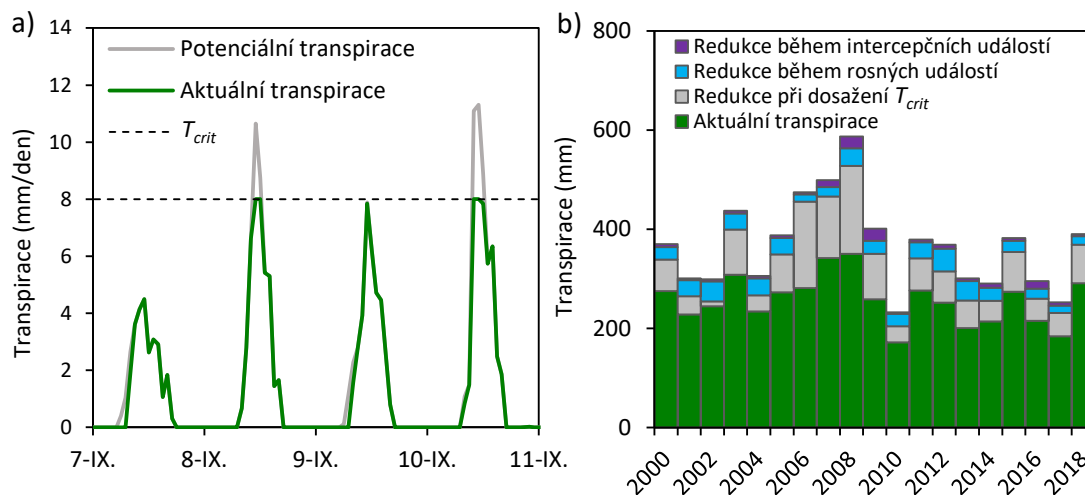 a)
Potenciální transpirace
Aktuální transpirace
T_crit
Transpirace (mm/den)
14
12
10
8
6
4
2
0
7-IX.
8-IX.
9-IX.
10-IX.
11-IX.
b)
Redukce během intercepčních událostí
Redukce během rosných událostí
Redukce při dosažení T_crit
Aktuální transpirace
Transpirace (mm)
800
600
400
200
0
2000
2002
2004
2006
2008
2010
2012
2014
2016
2018